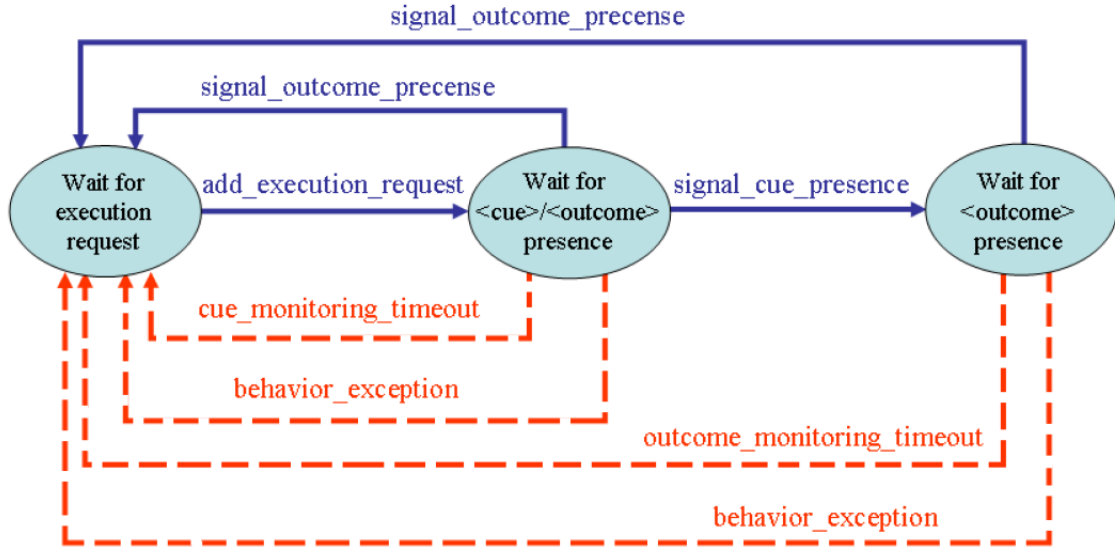 signal_outcome_precense
signal_outcome_precense
Wait for
execution
request
add_execution_request
Wait for
<cue>/<outcome>
presence
signal_cue_presence
Wait for
<outcome>
presence
cue_monitoring_timeout
behavior_exception
outcome_monitoring_timeout
behavior_exception